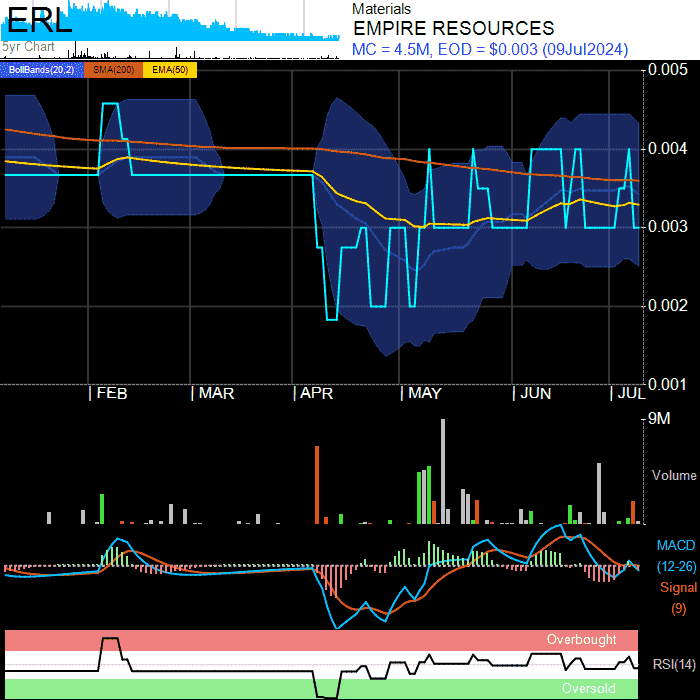 ERL
5yr Chart
Materials
EMPIRE RESOURCES
MC = 4.5M, EOD = $0.003 (09Jul2024)
BollBands(20,2) SMA(200) EMA(50)
0.005
0.004
0.003
0.002
0.001
| FEB | MAR | APR | MAY | JUN | JUL
9M
Volume
MACD
(12-26)
Signal
(9)
Overbought
RSI(14)
Oversold